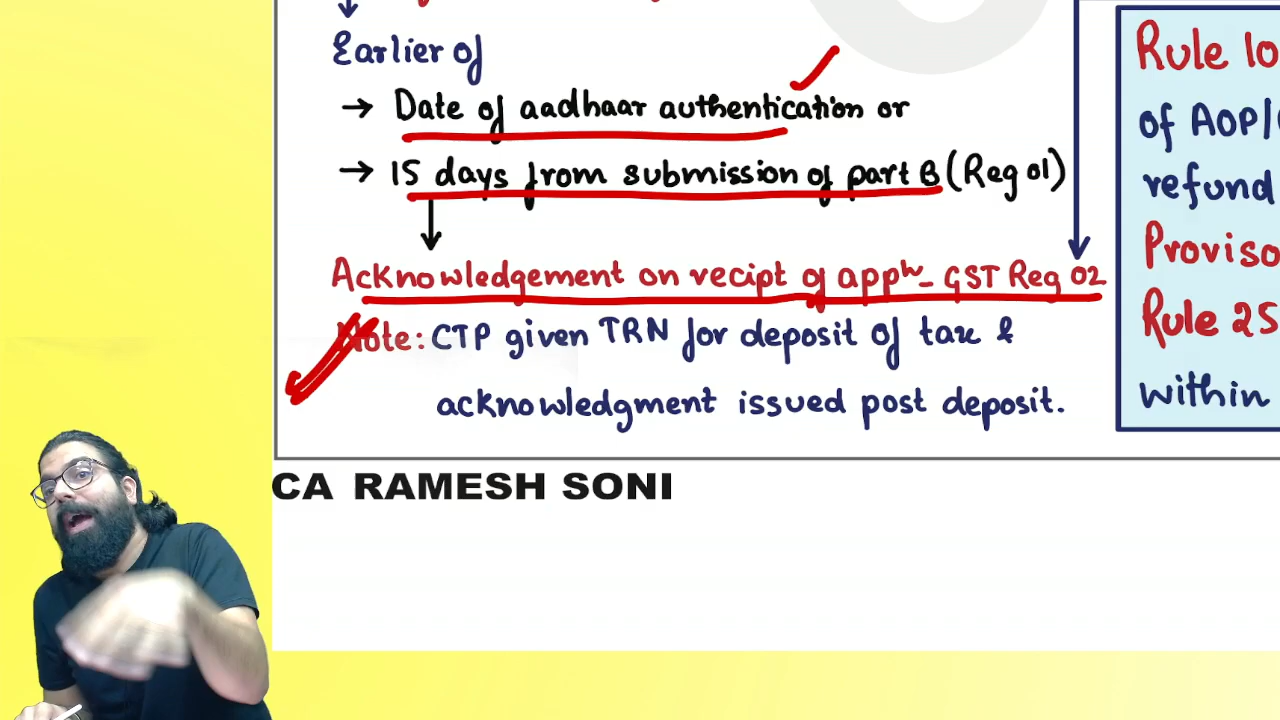 Earlier of
→ Date of aadhaar authentication or
→ 15 days from submission of part B (Reg 01)
Acknowledgement on recipt of appⁿ - GST Reg 02
Note: CTP given TRN for deposit of tax &
acknowledgment issued post deposit.
CA RAMESH SONI
Rule 10
of AOP/
refund
Proviso
Rule 25
within